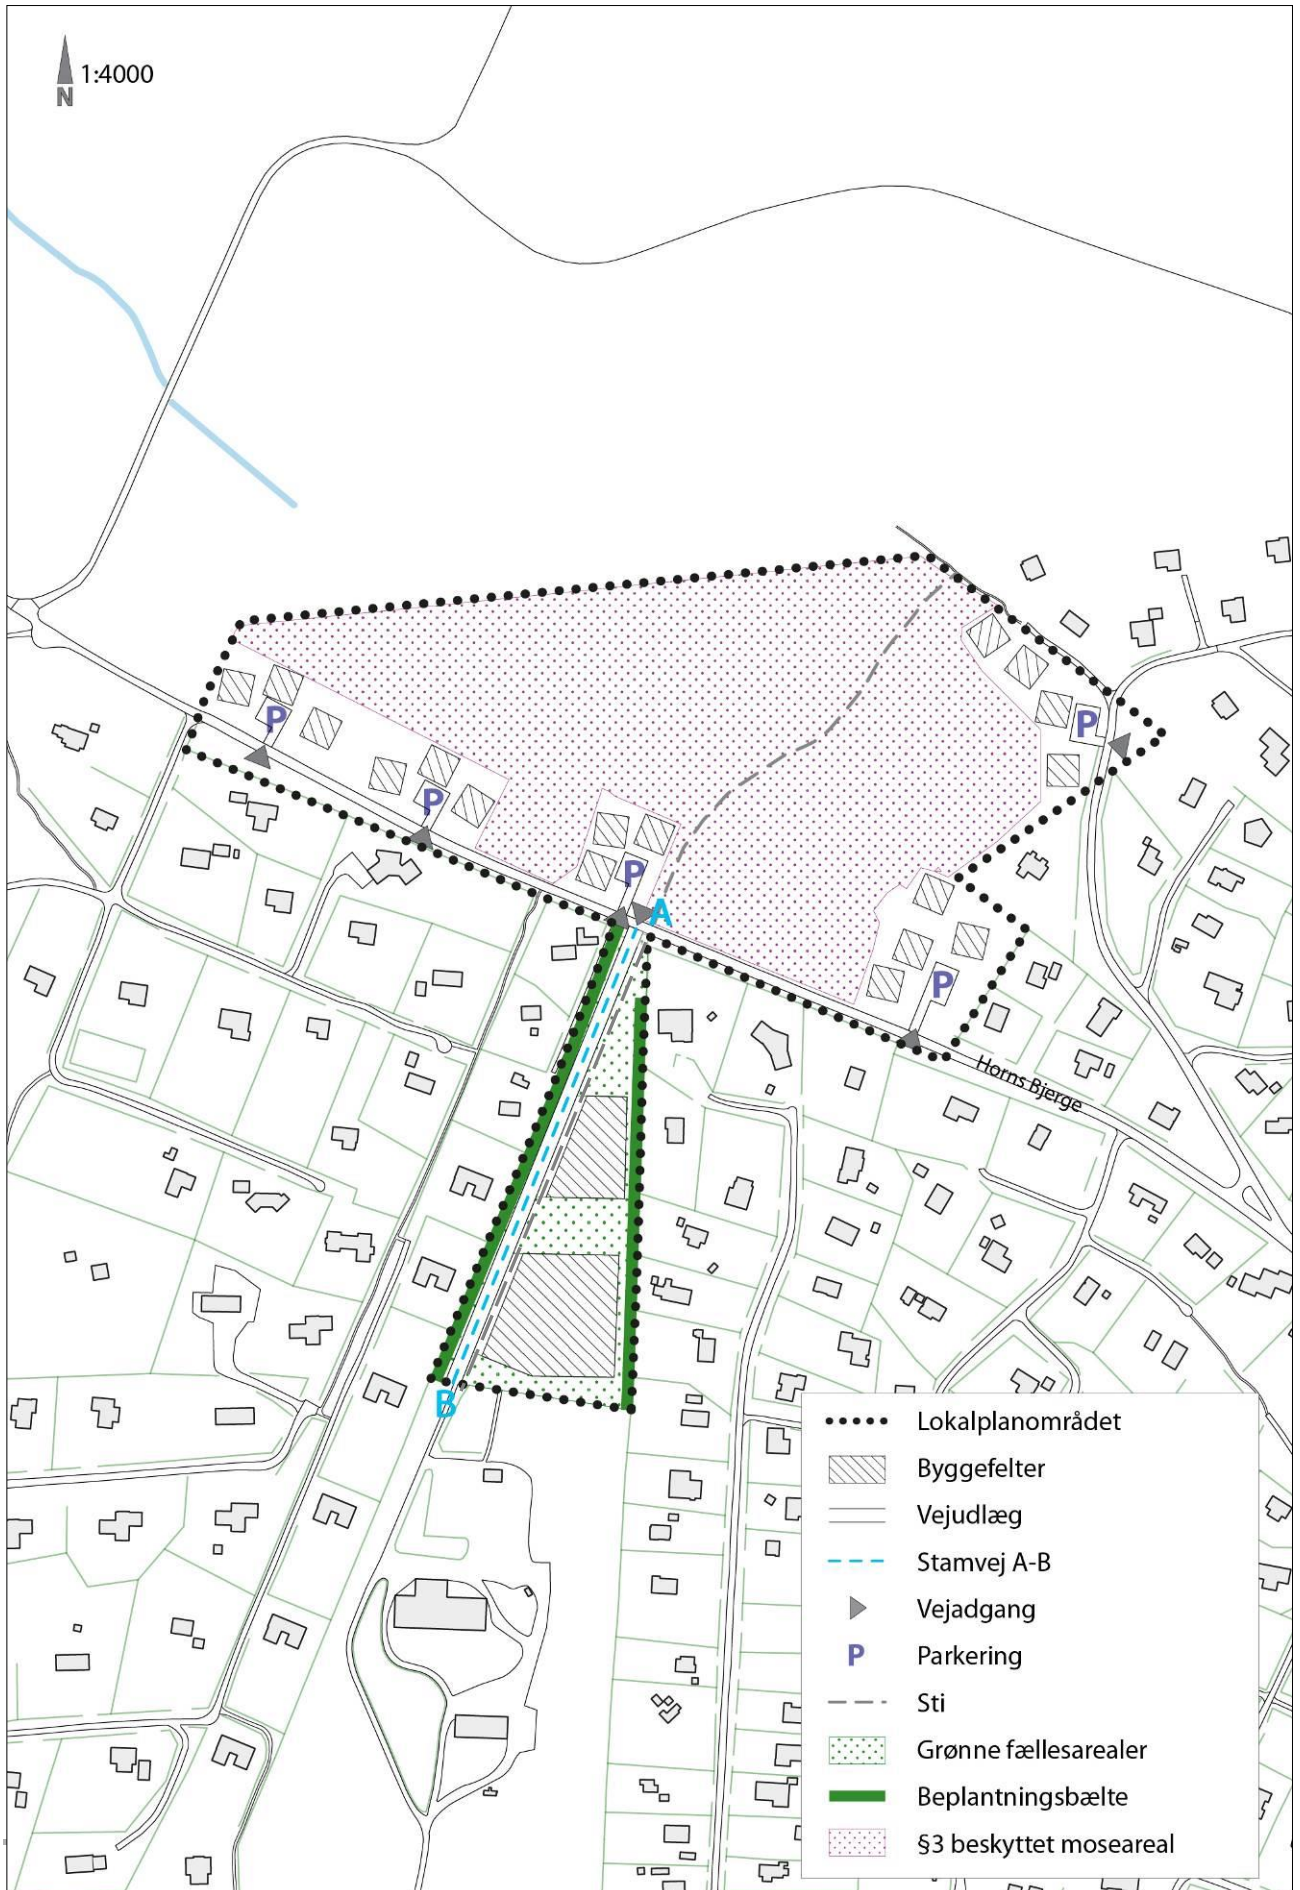 1:4000
N
P
P
P
P
A
P
Horns Bjerge
B
Lokalplanområdet
Byggefelter
Vejudlæg
Stamvej A-B
Vejadgang
P Parkering
Sti
Grønne fællesarealer
Beplantningsbælte
§3 beskyttet moseareal